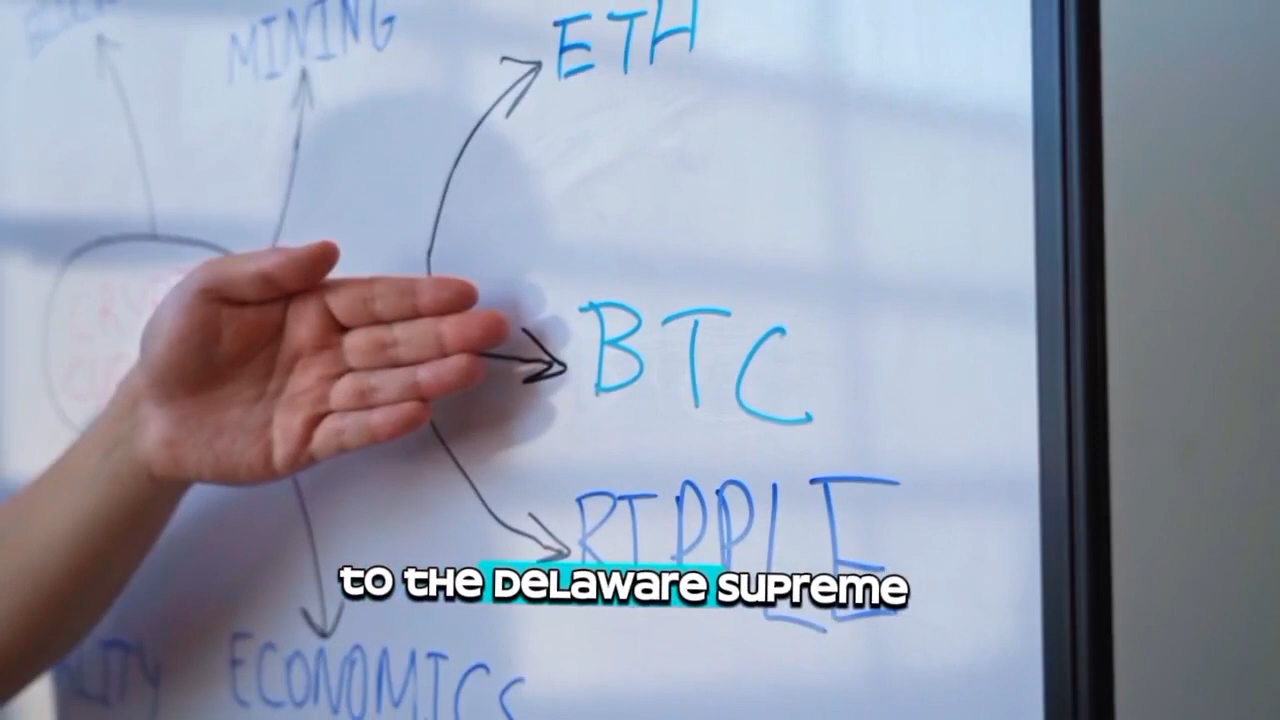 MINING
ETH
BTC
RIPPLE
TO THE DELAWARE SUPREME
ECONOMICS